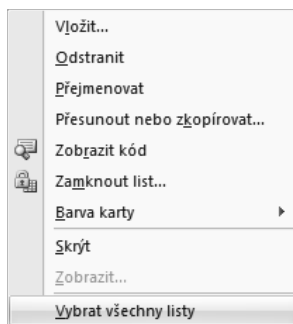 Vložit...
Odstranit
Přejmenovat
Přesunout nebo zkopírovat...
Zobrazit kód
Zamknout list...
Barva karty
Skrýt
Zobrazit...
Vybrat všechny listy